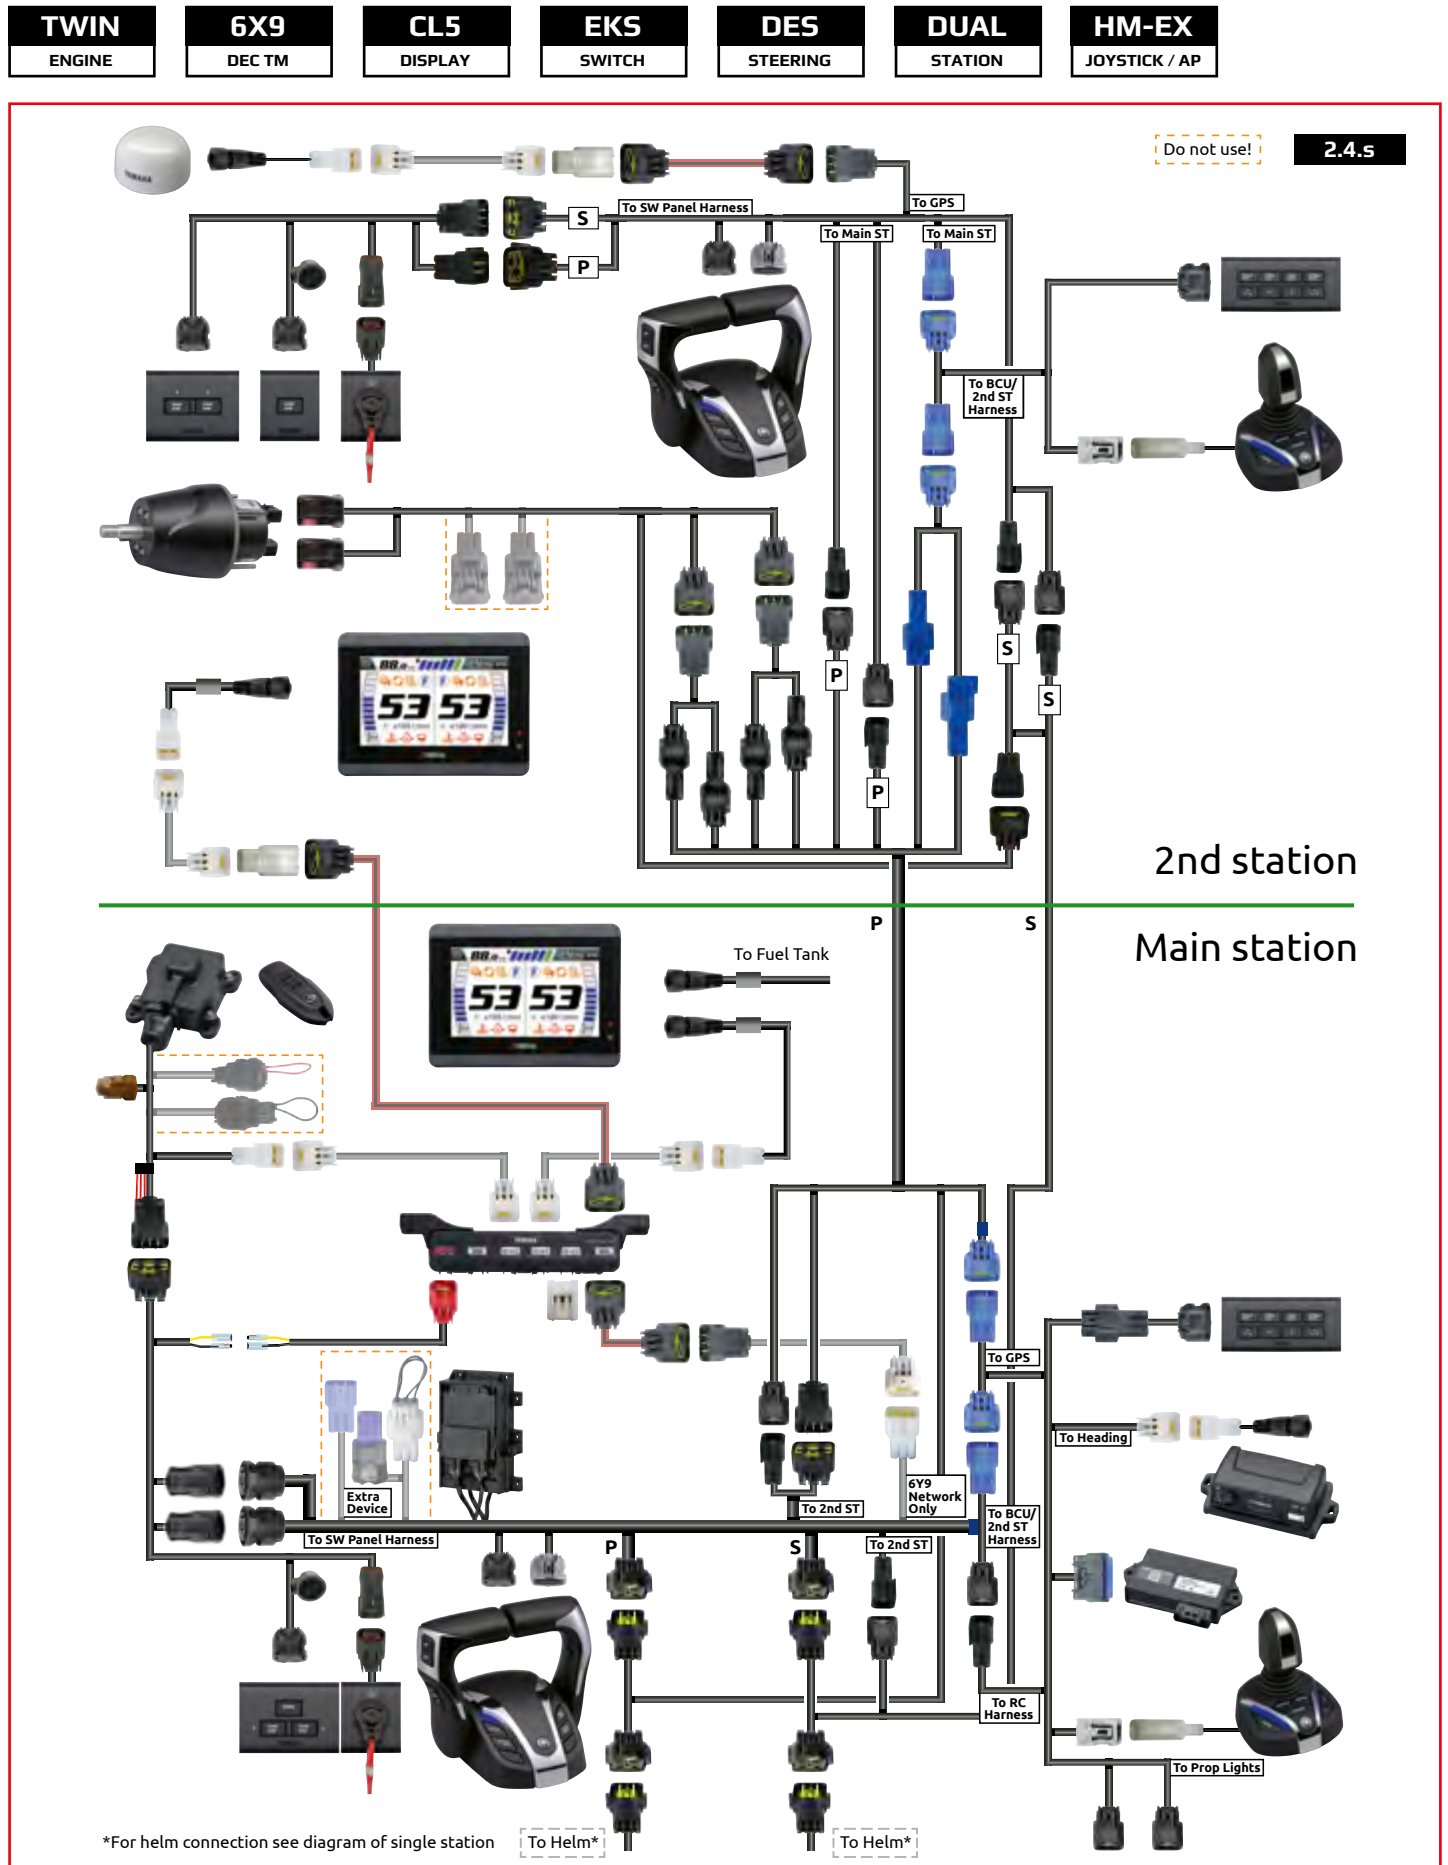 TWIN
ENGINE
6X9
DEC TM
CL5
DISPLAY
EKS
SWITCH
DES
STEERING
DUAL
STATION
HM-EX
JOYSTICK / AP
Do not use!
2.4.s
To GPS
To SW Panel Harness
S
To Main ST
To Main ST
P
To BCU/
2nd ST
Harness
S
P
S
53 53
P
2nd station
P
S
Main station
To Fuel Tank
53 53
To GPS
To Heading
Extra
Device
6Y9
Network
Only
To 2nd ST
To BCU/
2nd ST
Harness
To SW Panel Harness
P
S
To 2nd ST
To RC
Harness
To Prop Lights
*For helm connection see diagram of single station
To Helm*
To Helm*